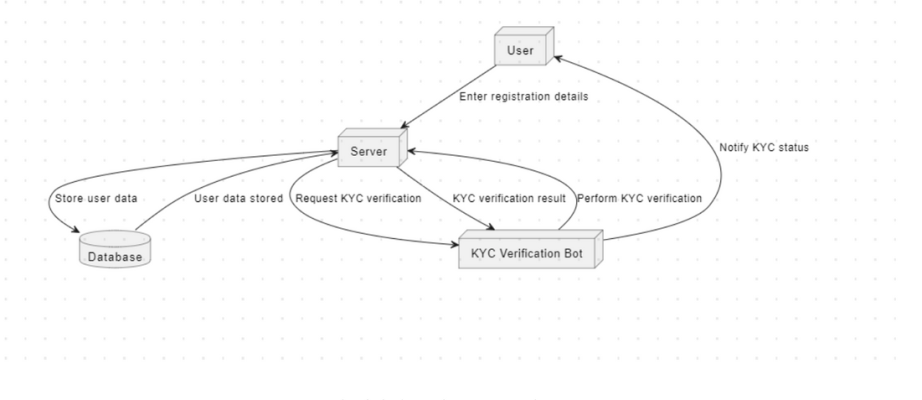 User
Enter registration details
Notify KYC status
Server
Store user data
User data stored
Request KYC verification
KYC verification result
Perform KYC verification
Database
KYC Verification Bot